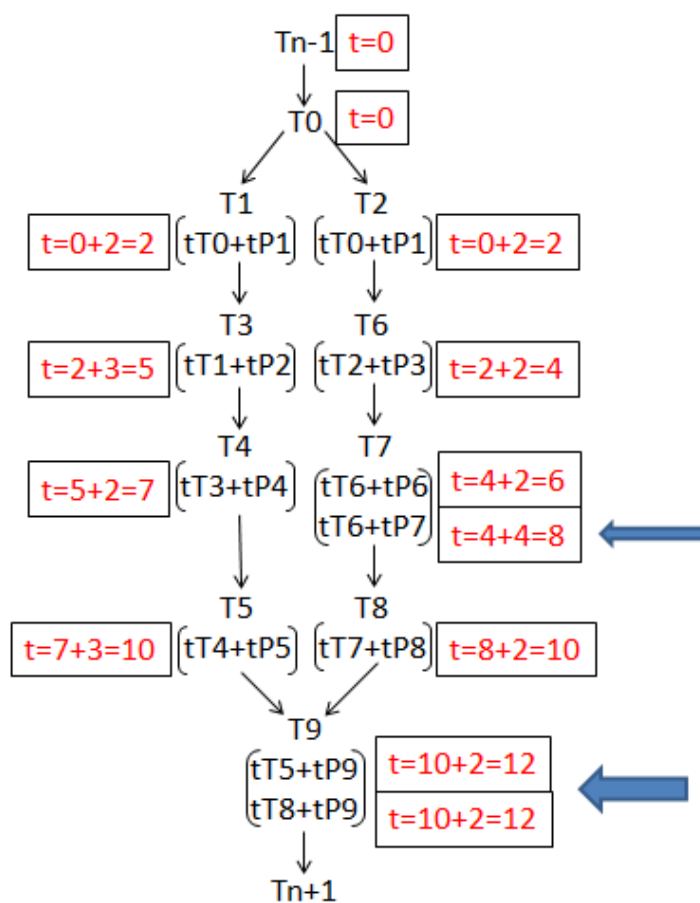 Tn-1 t=0
T0 t=0
T1 T2
t=0+2=2 (tT0+tP1) (tT0+tP1) t=0+2=2
T3 T6
t=2+3=5 (tT1+tP2) (tT2+tP3) t=2+2=4
T4 T7
t=5+2=7 (tT3+tP4) (tT6+tP6 t=4+2=6
tT6+tP7) t=4+4=8
T5 T8
t=7+3=10 (tT4+tP5) (tT7+tP8) t=8+2=10
T9
(tT5+tP9 t=10+2=12
tT8+tP9) t=10+2=12
Tn+1